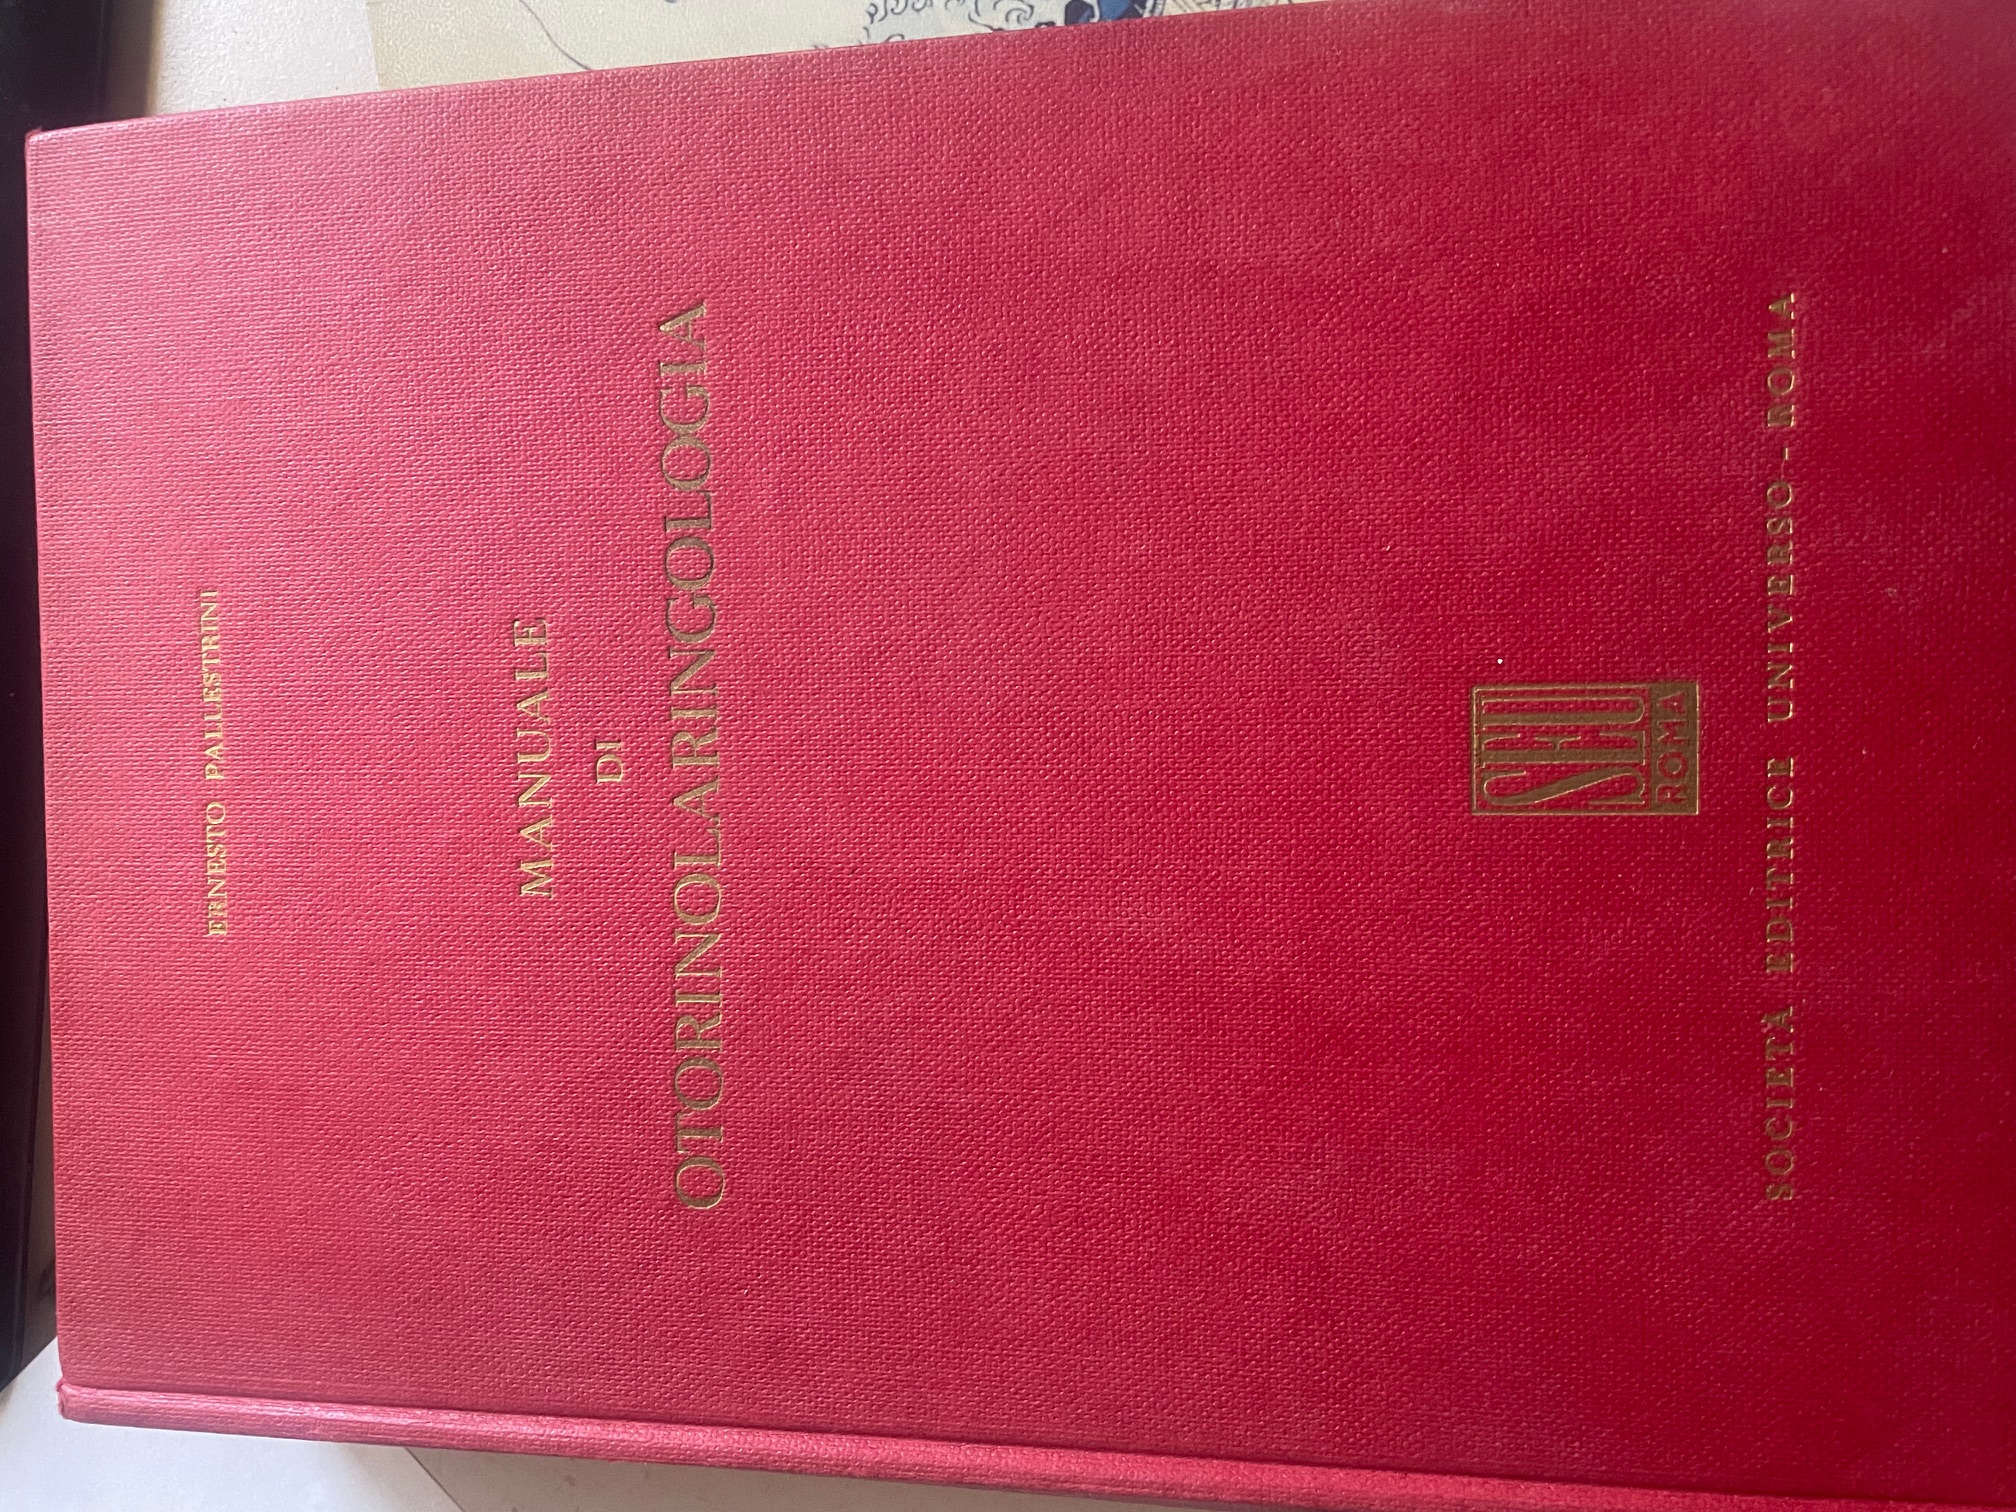 ERNESTO PALLESTRINI
MANUALE
DI
OTORINOLARINGOLOGIA
SEU
ROMA
SOCIETÀ EDITRICE UNIVERSO - ROMA